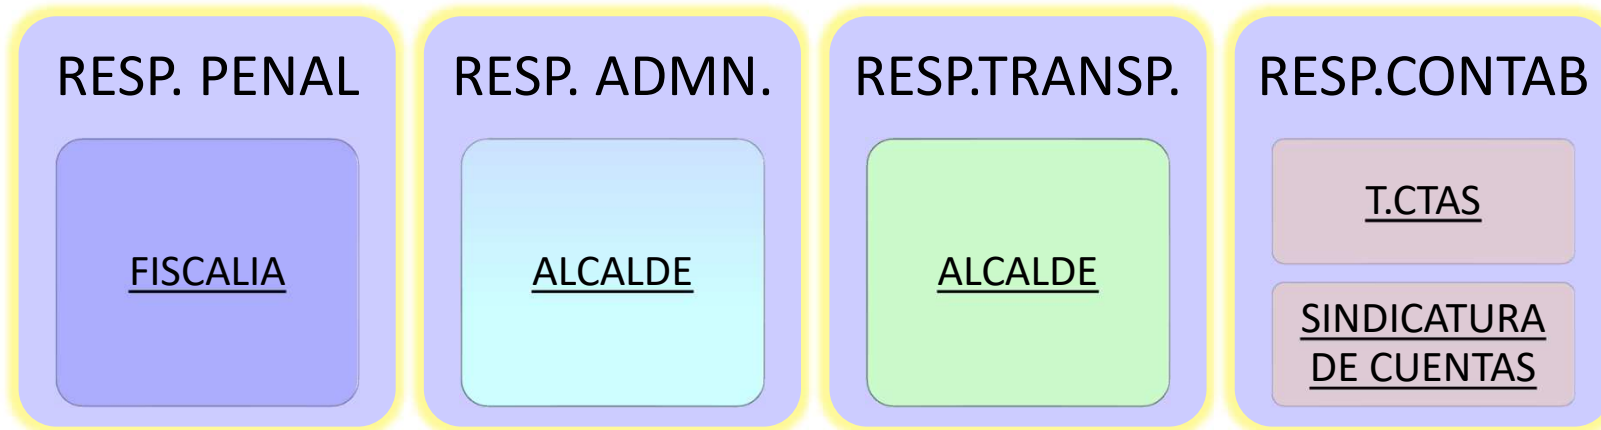 RESP. PENAL
FISCALIA
RESP. ADMN.
ALCALDE
RESP.TRANSP.
ALCALDE
RESP.CONTAB
T.CTAS
SINDICATURA
DE CUENTAS